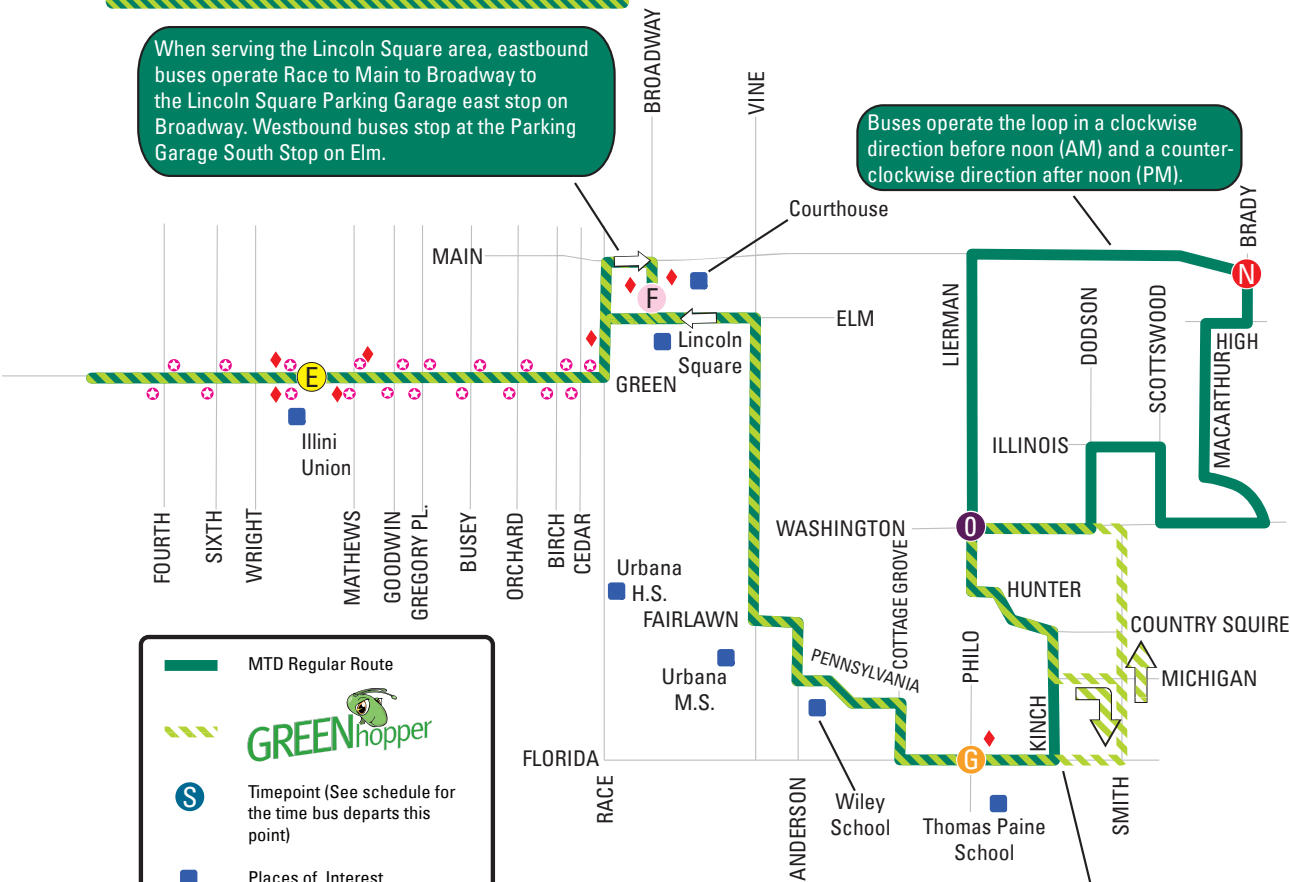 When serving the Lincoln Square area, eastbound
buses operate Race to Main to Broadway to
the Lincoln Square Parking Garage east stop on
Broadway. Westbound buses stop at the Parking
Garage South Stop on Elm.
BROADWAY
VINE
Buses operate the loop in a clockwise
direction before noon (AM) and a counter-
clockwise direction after noon (PM).
Courthouse
BRADY
MAIN
N
F
LIERMAN
DODSON
SCOTTSWOOD
ELM
HIGH
Lincoln
Square
MACARTHUR
E
GREEN
Illini
Union
ILLINOIS
FOURTH
SIXTH
WRIGHT
MATHEWS
GOODWIN
GREGORY PL.
BUSEY
ORCHARD
BIRCH
CEDAR
WASHINGTON
O
COTTAGE GROVE
Urbana
H.S.
HUNTER
FAIRLAWN
COUNTRY SQUIRE
PENNSYLVANIA
PHILO
Urbana
M.S.
MICHIGAN
KINCH
FLORIDA
G
RACE
ANDERSON
Wiley
School
Thomas Paine
School
SMITH
MTD Regular Route
GREENhopper
S
Timepoint (See schedule for
the time bus departs this
point)
Places of Interest